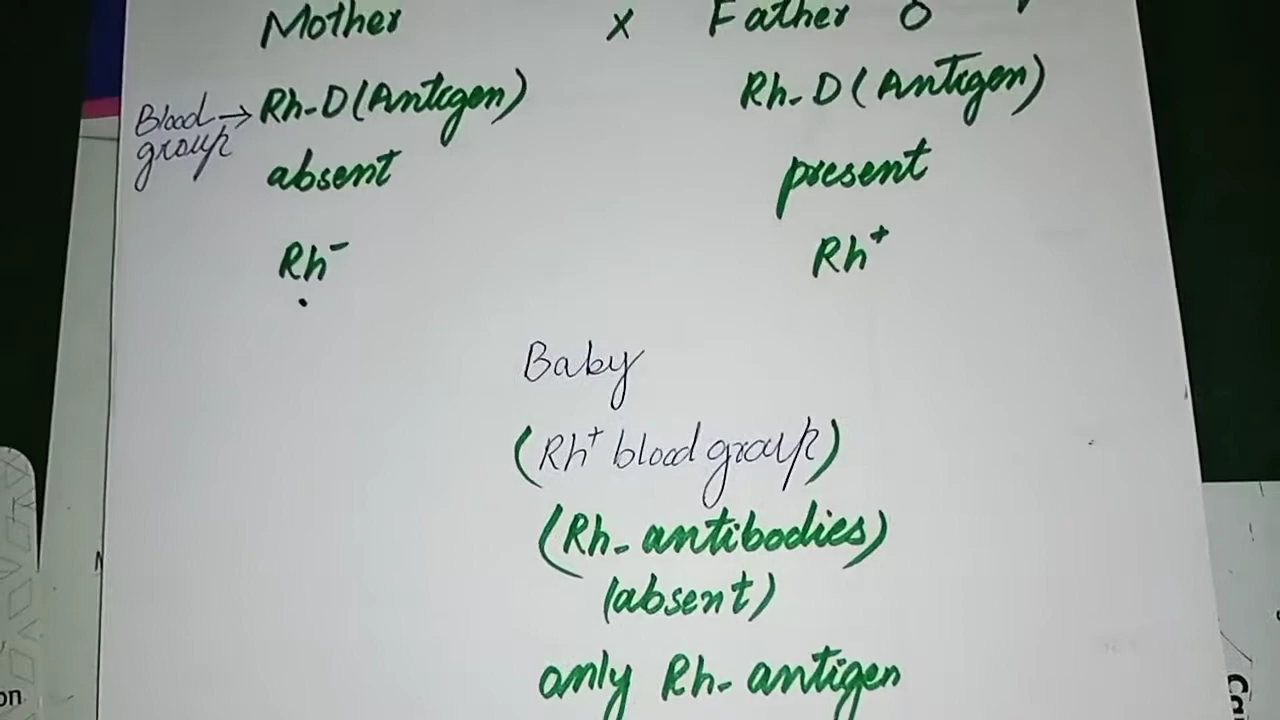 Mother x Father
Blood group → Rh-D (Antigen) Rh-D (Antigen)
absent present
Rh⁻ Rh⁺
Baby
(Rh⁺ blood group)
(Rh- antibodies)
(absent)
only Rh- antigen
on